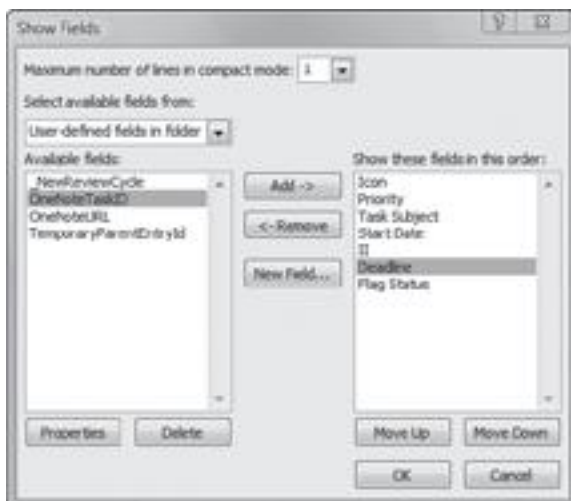 Show Fields
Maximum number of lines in compact mode: 1
Select available fields from:
User-defined fields in folder
Available fields:
_NewReviewCycle
OneNoteTaskID
OneNoteURL
TemporaryParentEntryId
Add ->
<- Remove
New Field...
Show these fields in this order:
Icon
Priority
Task Subject
Start Date
Deadline
Flag Status
Properties
Delete
Move Up
Move Down
OK
Cancel